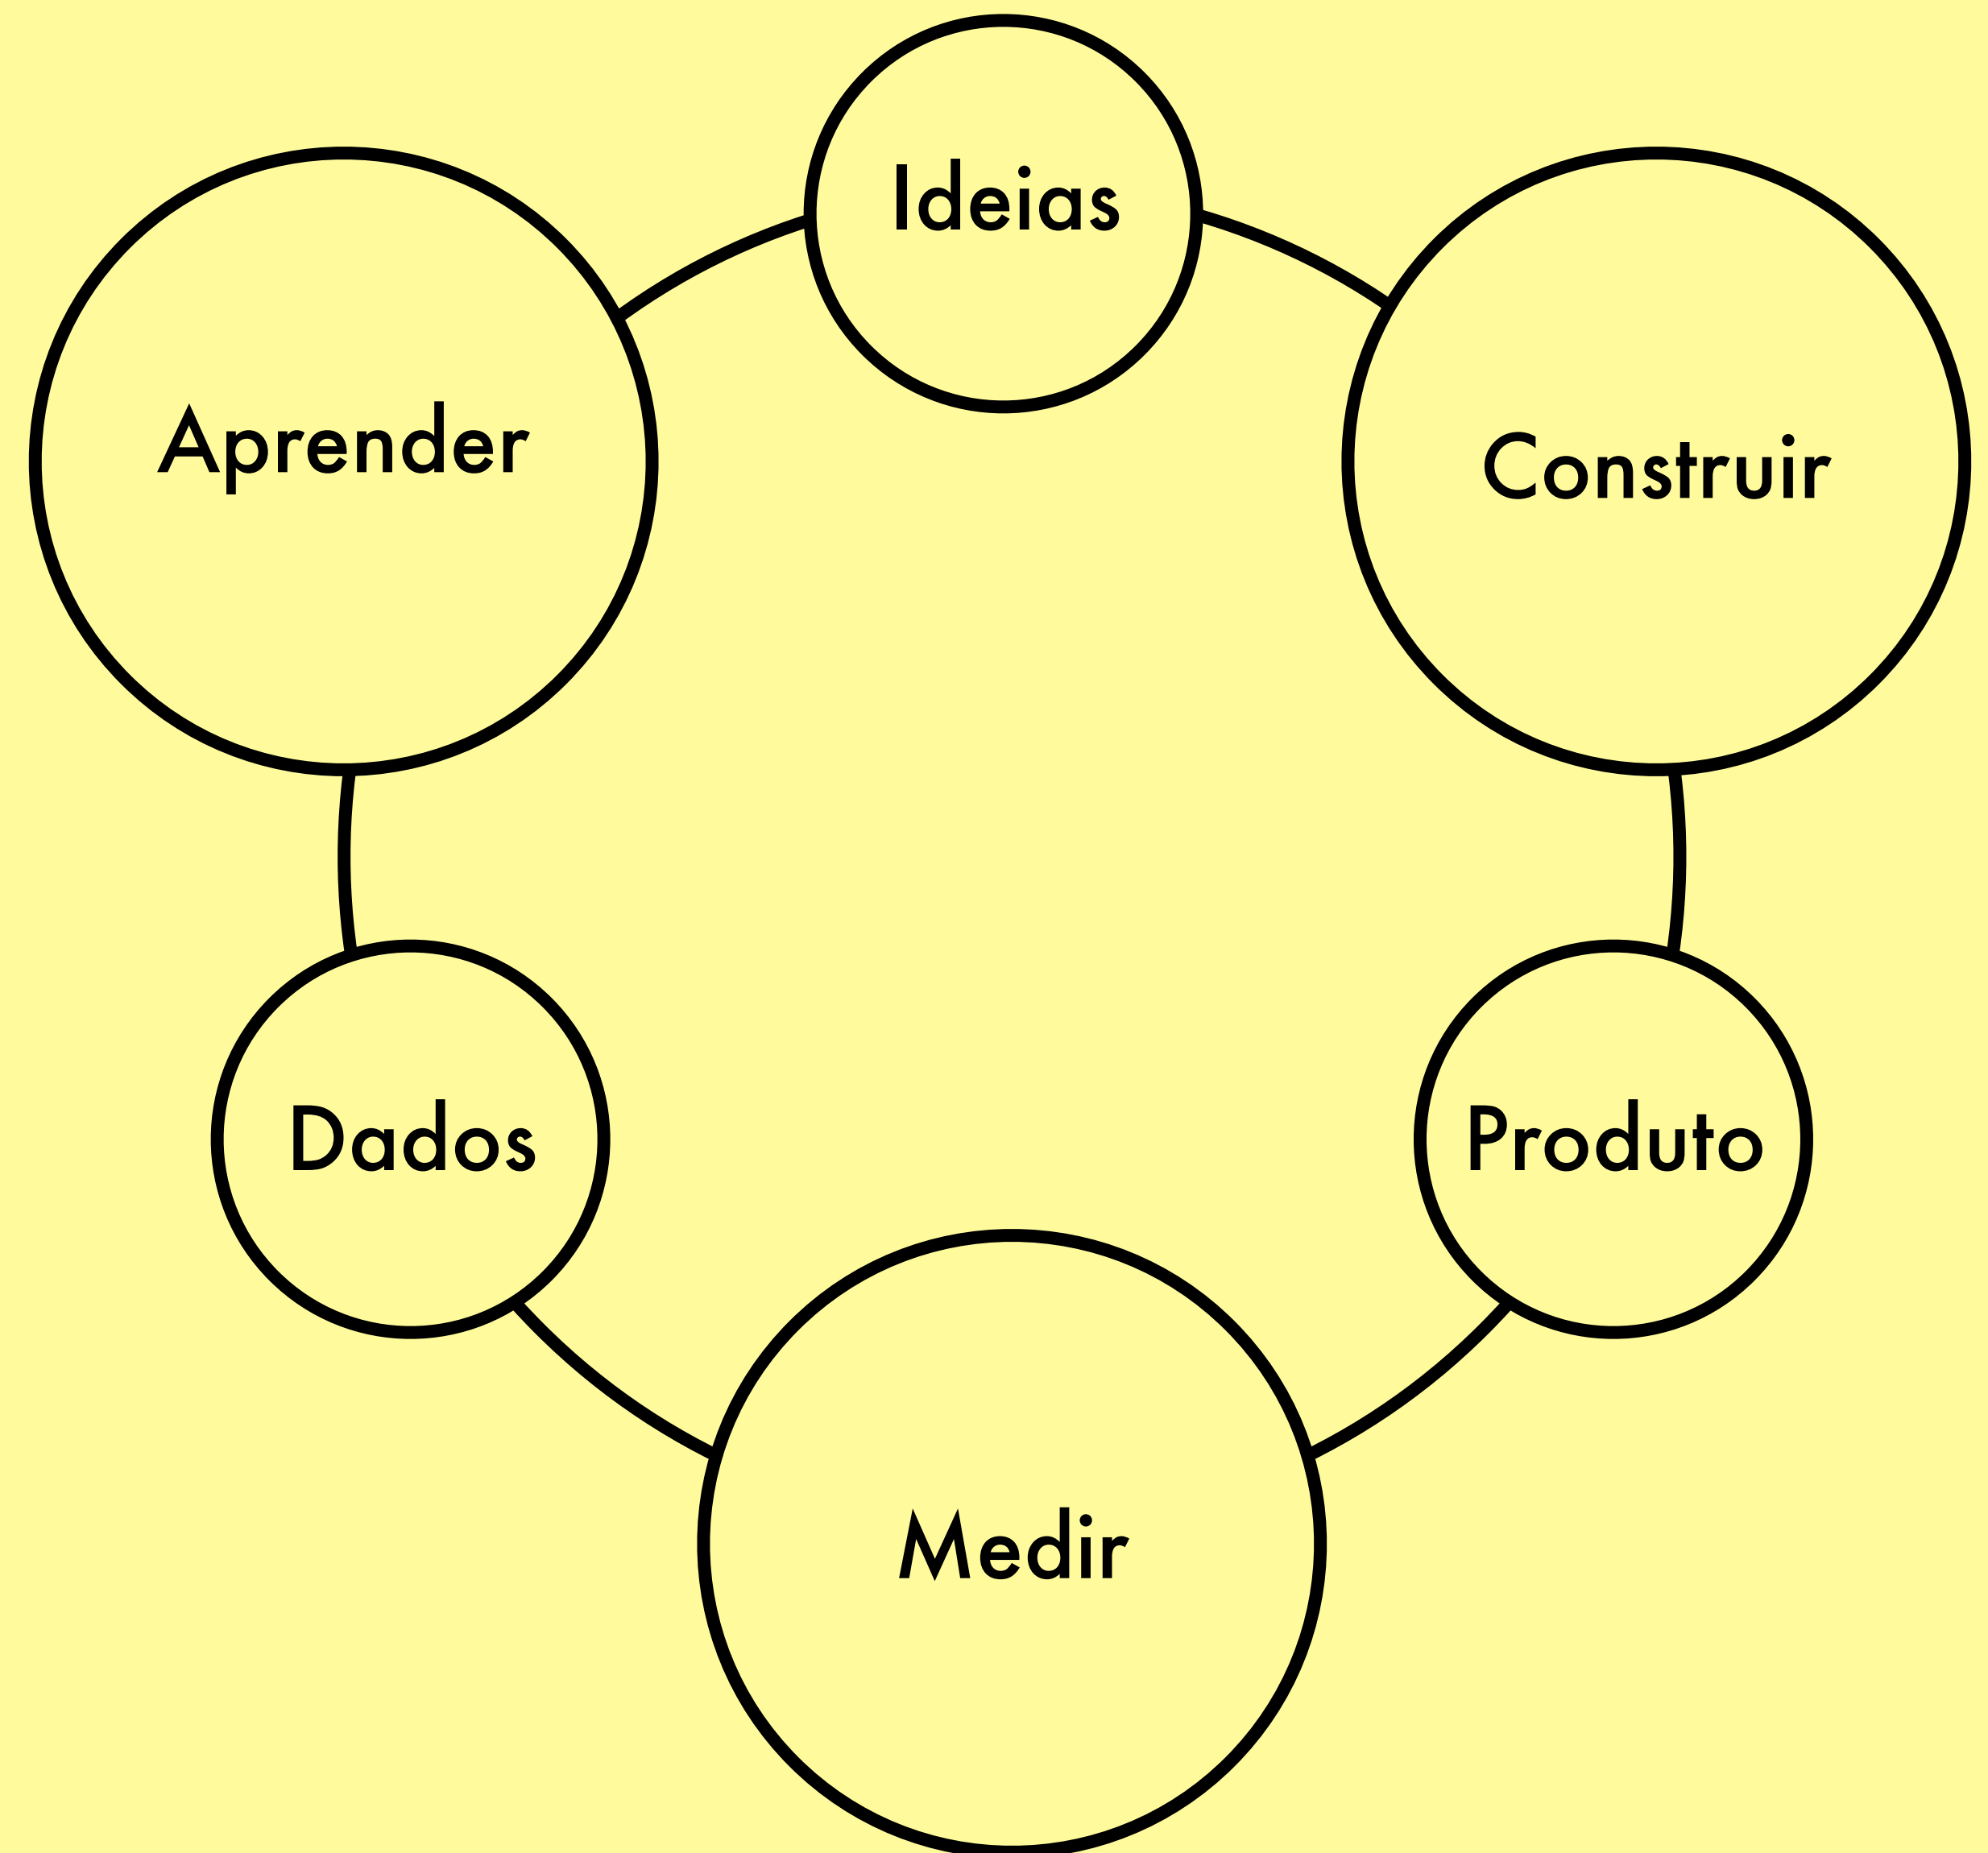 Ideias
Aprender
Construir
Dados
Produto
Medir